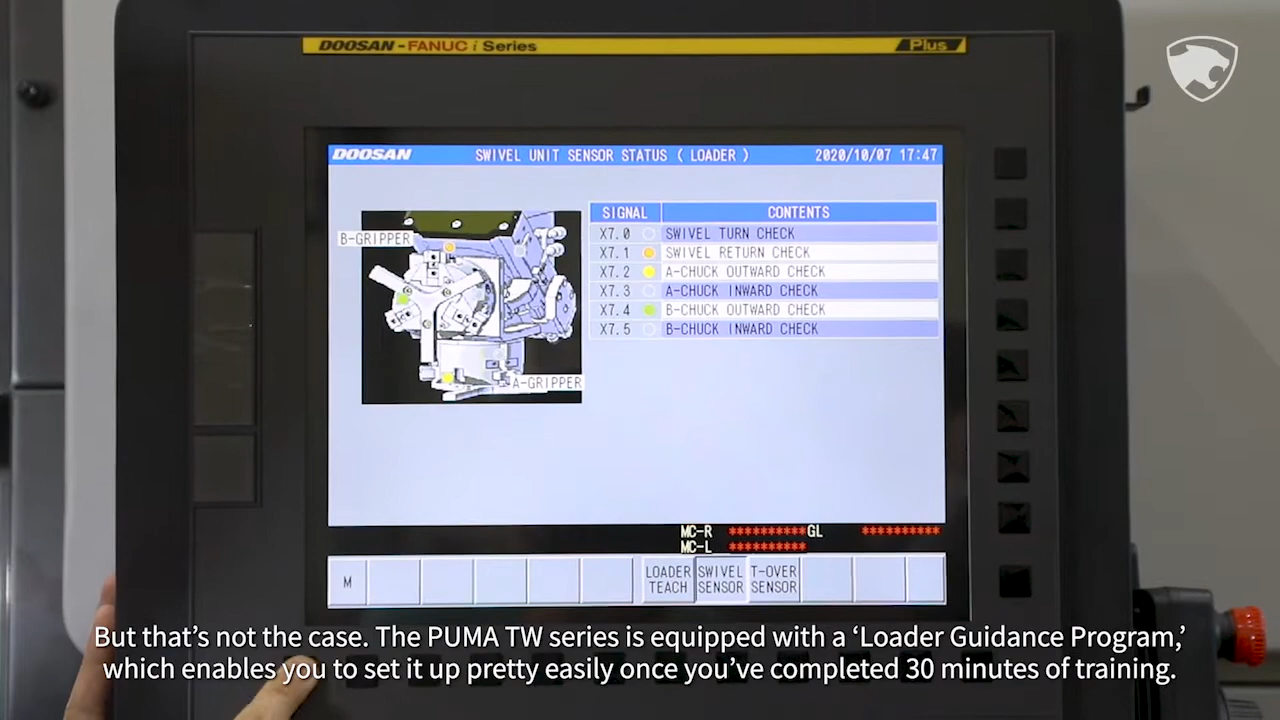 DOOSAN - FANUC i Series Plus
DOOSAN SWIVEL UNIT SENSOR STATUS ( LOADER ) 2020/10/07 17:47
B-GRIPPER
A-GRIPPER
SIGNAL CONTENTS
X7.0 SWIVEL TURN CHECK
X7.1 SWIVEL RETURN CHECK
X7.2 A-CHUCK OUTWARD CHECK
X7.3 A-CHUCK INWARD CHECK
X7.4 B-CHUCK OUTWARD CHECK
X7.5 B-CHUCK INWARD CHECK
MC-R ********** GL **********
MC-L **********
M
LOADER TEACH
SWIVEL SENSOR
T-OVER SENSOR
But that’s not the case. The PUMA TW series is equipped with a ‘Loader Guidance Program,’
which enables you to set it up pretty easily once you’ve completed 30 minutes of training.